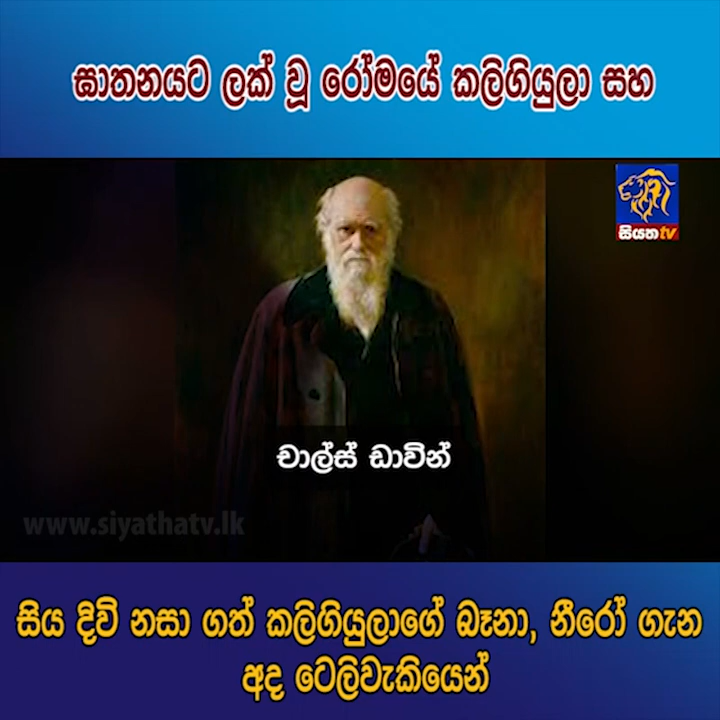 ඝාතනයට ලක් වූ රෝමයේ කලිගියුලා සහ
සියත tv
චාල්ස් ඩාවින්
www.siyathatv.lk
සිය දිවි නසා ගත් කලිගියුලාගේ බෑනා, නීරෝ ගැන
අද ටෙලිවැකියෙන්